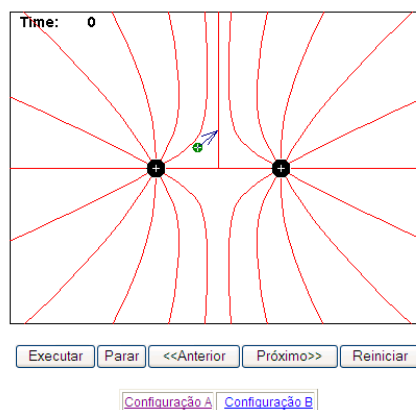 Time: 0
+
+ +
Executar Parar <<Anterior Próximo>> Reiniciar
Configuração A Configuração B